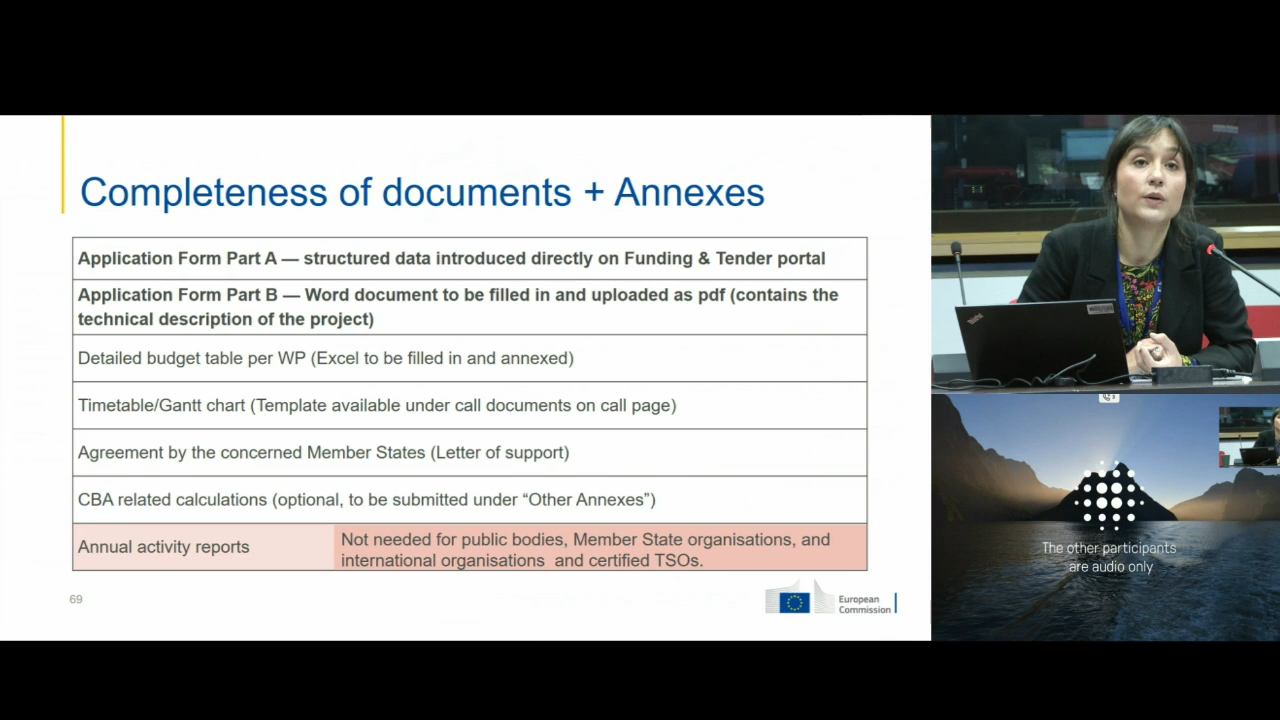 Completeness of documents + Annexes
Application Form Part A — structured data introduced directly on Funding & Tender portal
Application Form Part B — Word document to be filled in and uploaded as pdf (contains the
technical description of the project)
Detailed budget table per WP (Excel to be filled in and annexed)
Timetable/Gantt chart (Template available under call documents on call page)
Agreement by the concerned Member States (Letter of support)
CBA related calculations (optional, to be submitted under “Other Annexes”)
Annual activity reports
Not needed for public bodies, Member State organisations, and
international organisations and certified TSOs.
69
European
Commission
ThinkPad
The other participants
are audio only